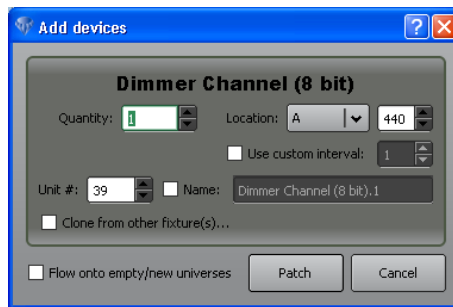 Add devices
Dimmer Channel (8 bit)
Quantity: 1 Location: A 440
Use custom interval: 1
Unit #: 39 Name: Dimmer Channel (8 bit).1
Clone from other fixture(s)...
Flow onto empty/new universes Patch Cancel